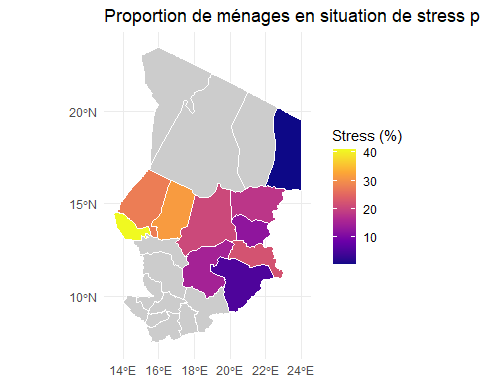 Proportion de ménages en situation de stress p
20°N
15°N
10°N
14°E 16°E 18°E 20°E 22°E 24°E
Stress (%)
40
30
20
10